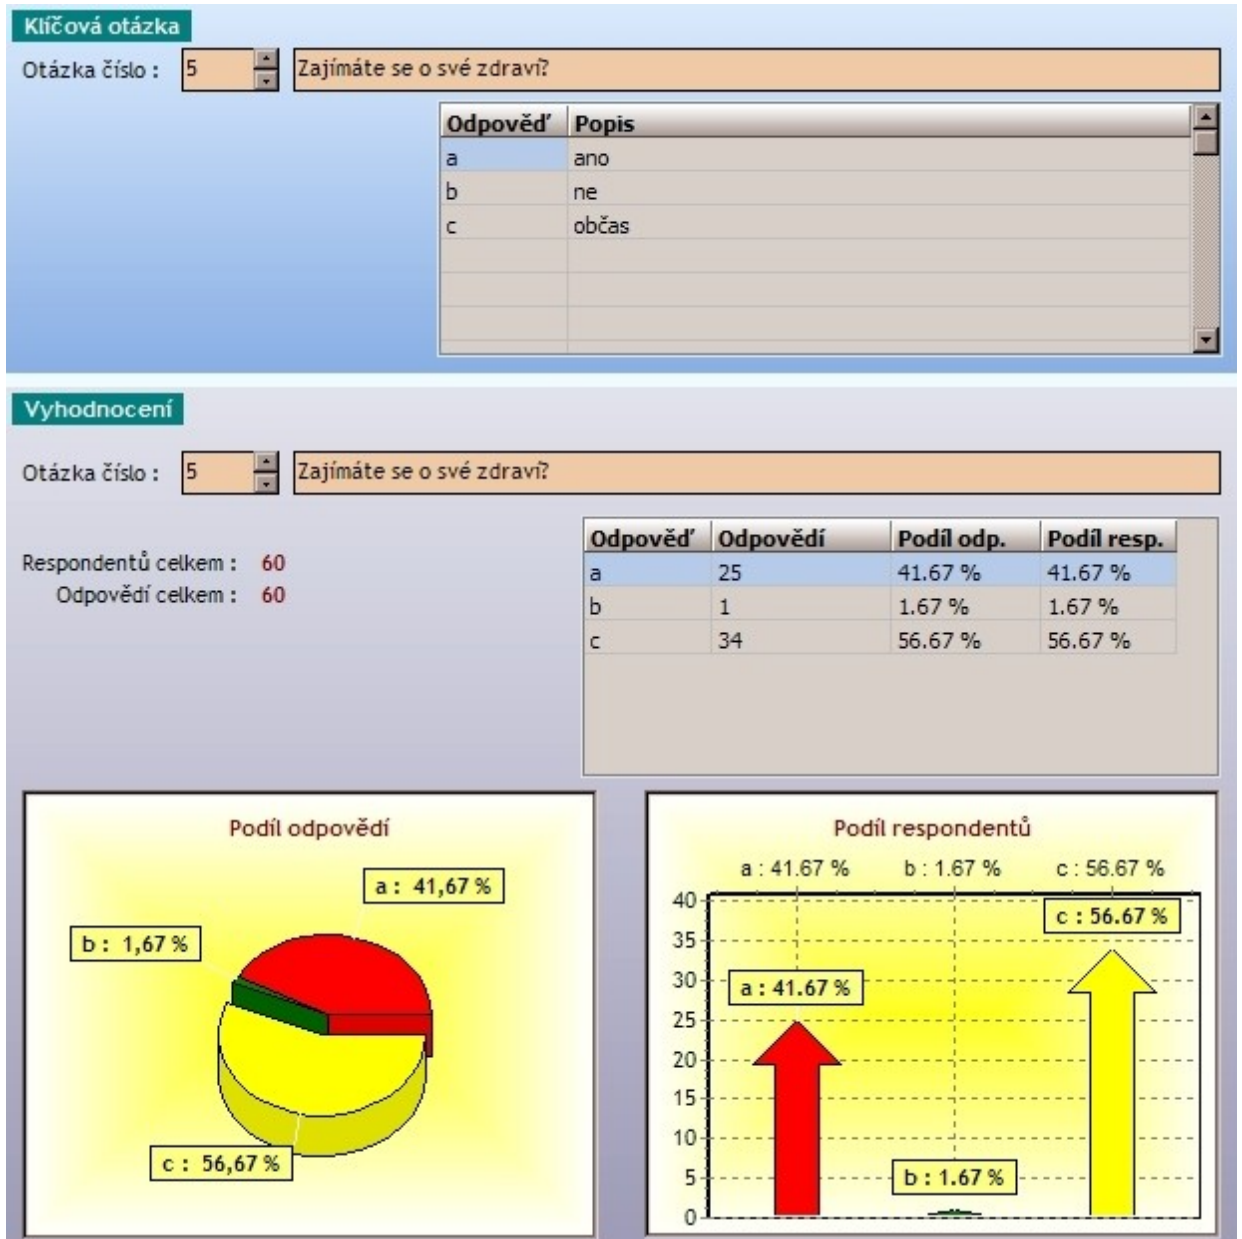 Klíčová otázka
Otázka číslo : 5 Zajímáte se o své zdraví?
Odpověď Popis
a ano
b ne
c občas
Vyhodnocení
Otázka číslo : 5 Zajímáte se o své zdraví?
Respondentů celkem : 60
Odpovědí celkem : 60
Odpověď Odpovědí Podíl odp. Podíl resp.
a 25 41.67 % 41.67 %
b 1 1.67 % 1.67 %
c 34 56.67 % 56.67 %
Podíl odpovědí
a : 41,67 %
b : 1,67 %
c : 56,67 %
Podíl respondentů
a : 41.67 % b : 1.67 % c : 56.67 %
40
c : 56.67 %
35
30
a : 41.67 %
25
20
15
10
5
b : 1.67 %
0